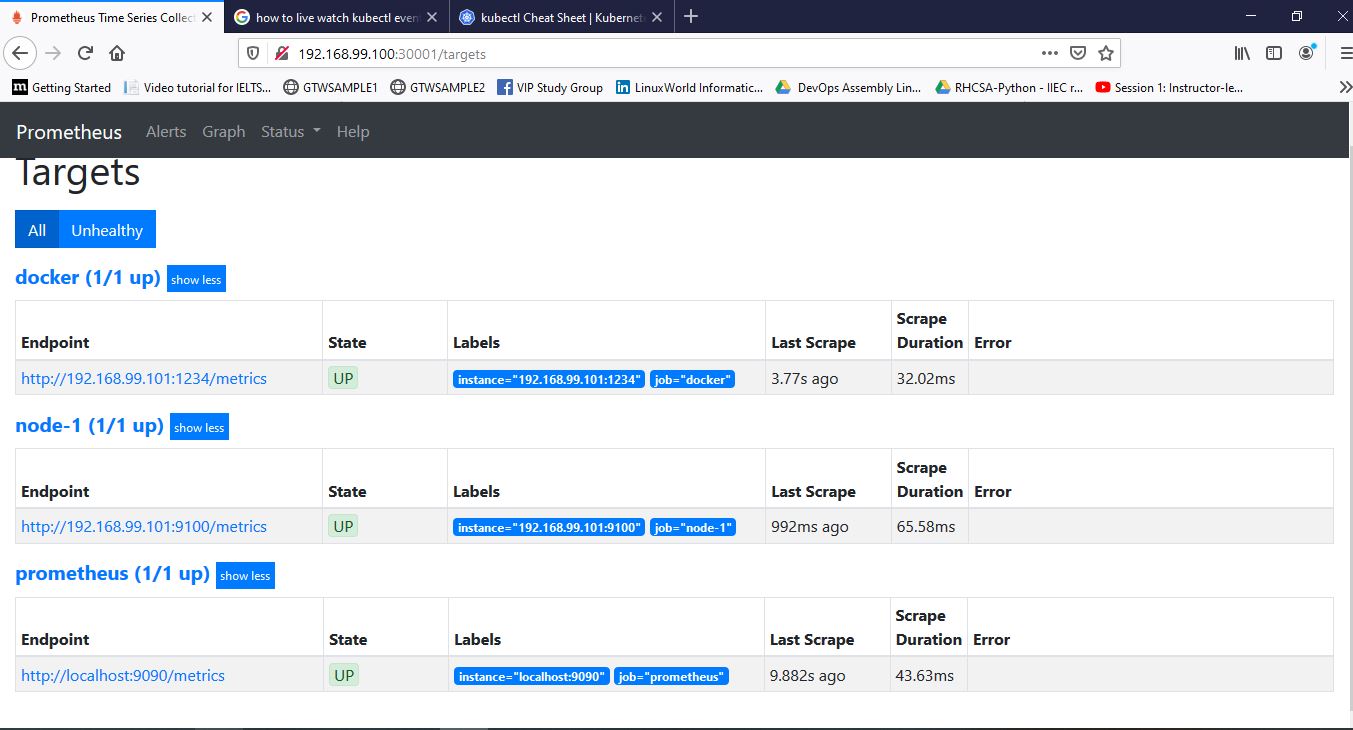 Prometheus Time Series Collec
how to live watch kubectl even
kubectl Cheat Sheet | Kubernet
192.168.99.100:30001/targets
Getting Started
Video tutorial for IELTS...
GTWSAMPLE1
GTWSAMPLE2
VIP Study Group
LinuxWorld Informatic...
DevOps Assembly Lin...
RHCSA-Python - IIEC r...
Session 1: Instructor-le...
Prometheus Alerts Graph Status Help
Targets
All Unhealthy
docker (1/1 up) show less
Endpoint State Labels Last Scrape Scrape Duration Error
http://192.168.99.101:1234/metrics UP instance="192.168.99.101:1234" job="docker" 3.77s ago 32.02ms
node-1 (1/1 up) show less
Endpoint State Labels Last Scrape Scrape Duration Error
http://192.168.99.101:9100/metrics UP instance="192.168.99.101:9100" job="node-1" 992ms ago 65.58ms
prometheus (1/1 up) show less
Endpoint State Labels Last Scrape Scrape Duration Error
http://localhost:9090/metrics UP instance="localhost:9090" job="prometheus" 9.882s ago 43.63ms